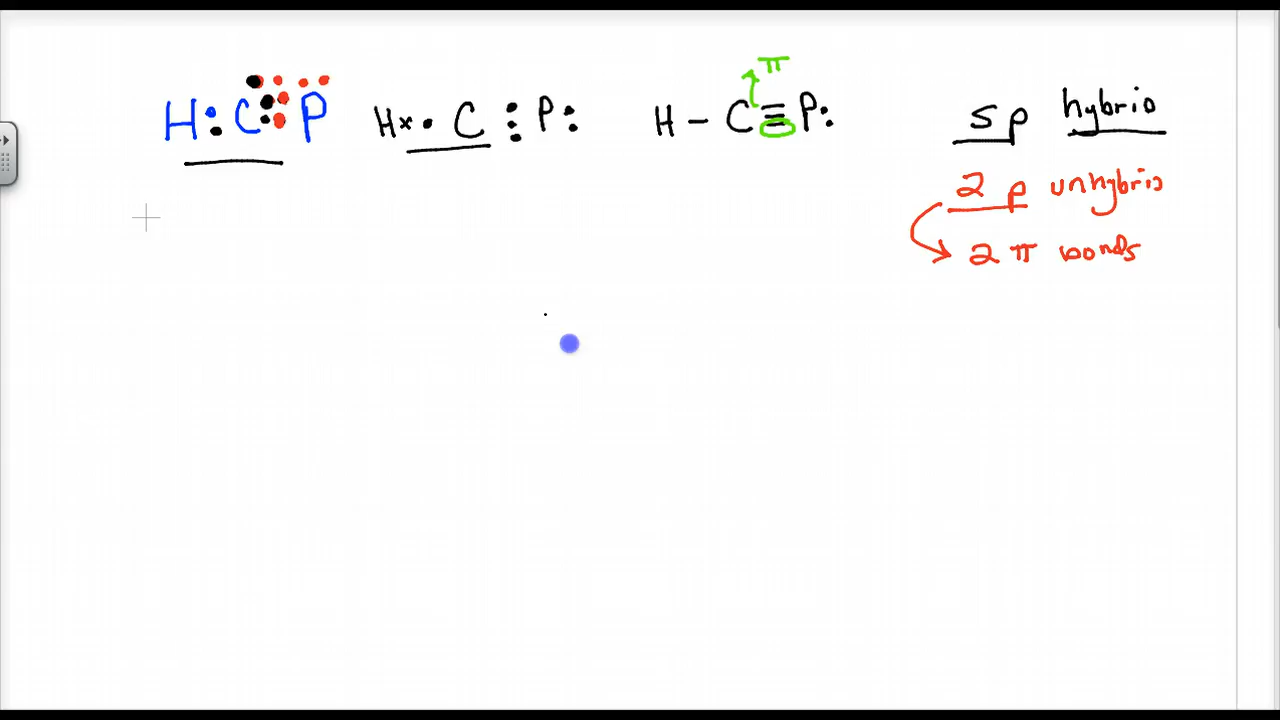 H : C P H×• C ⋮ P : H – C ≡ P : sp hybrid
π
2 p unhybrid
2 π bonds